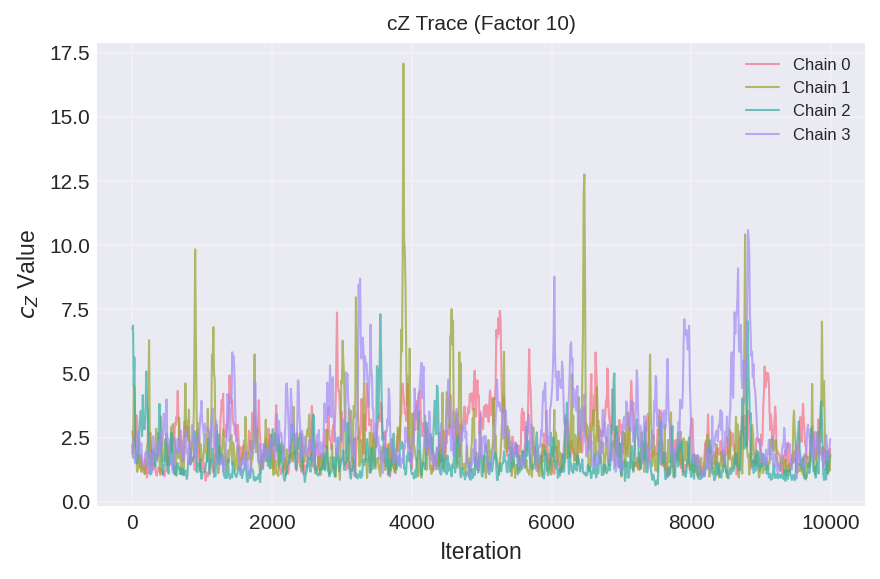 cZ Trace (Factor 10)
17.5
15.0
12.5
10.0
7.5
5.0
2.5
0.0
cZ Value
Chain 0
Chain 1
Chain 2
Chain 3
0
2000
4000
6000
8000
10000
Iteration